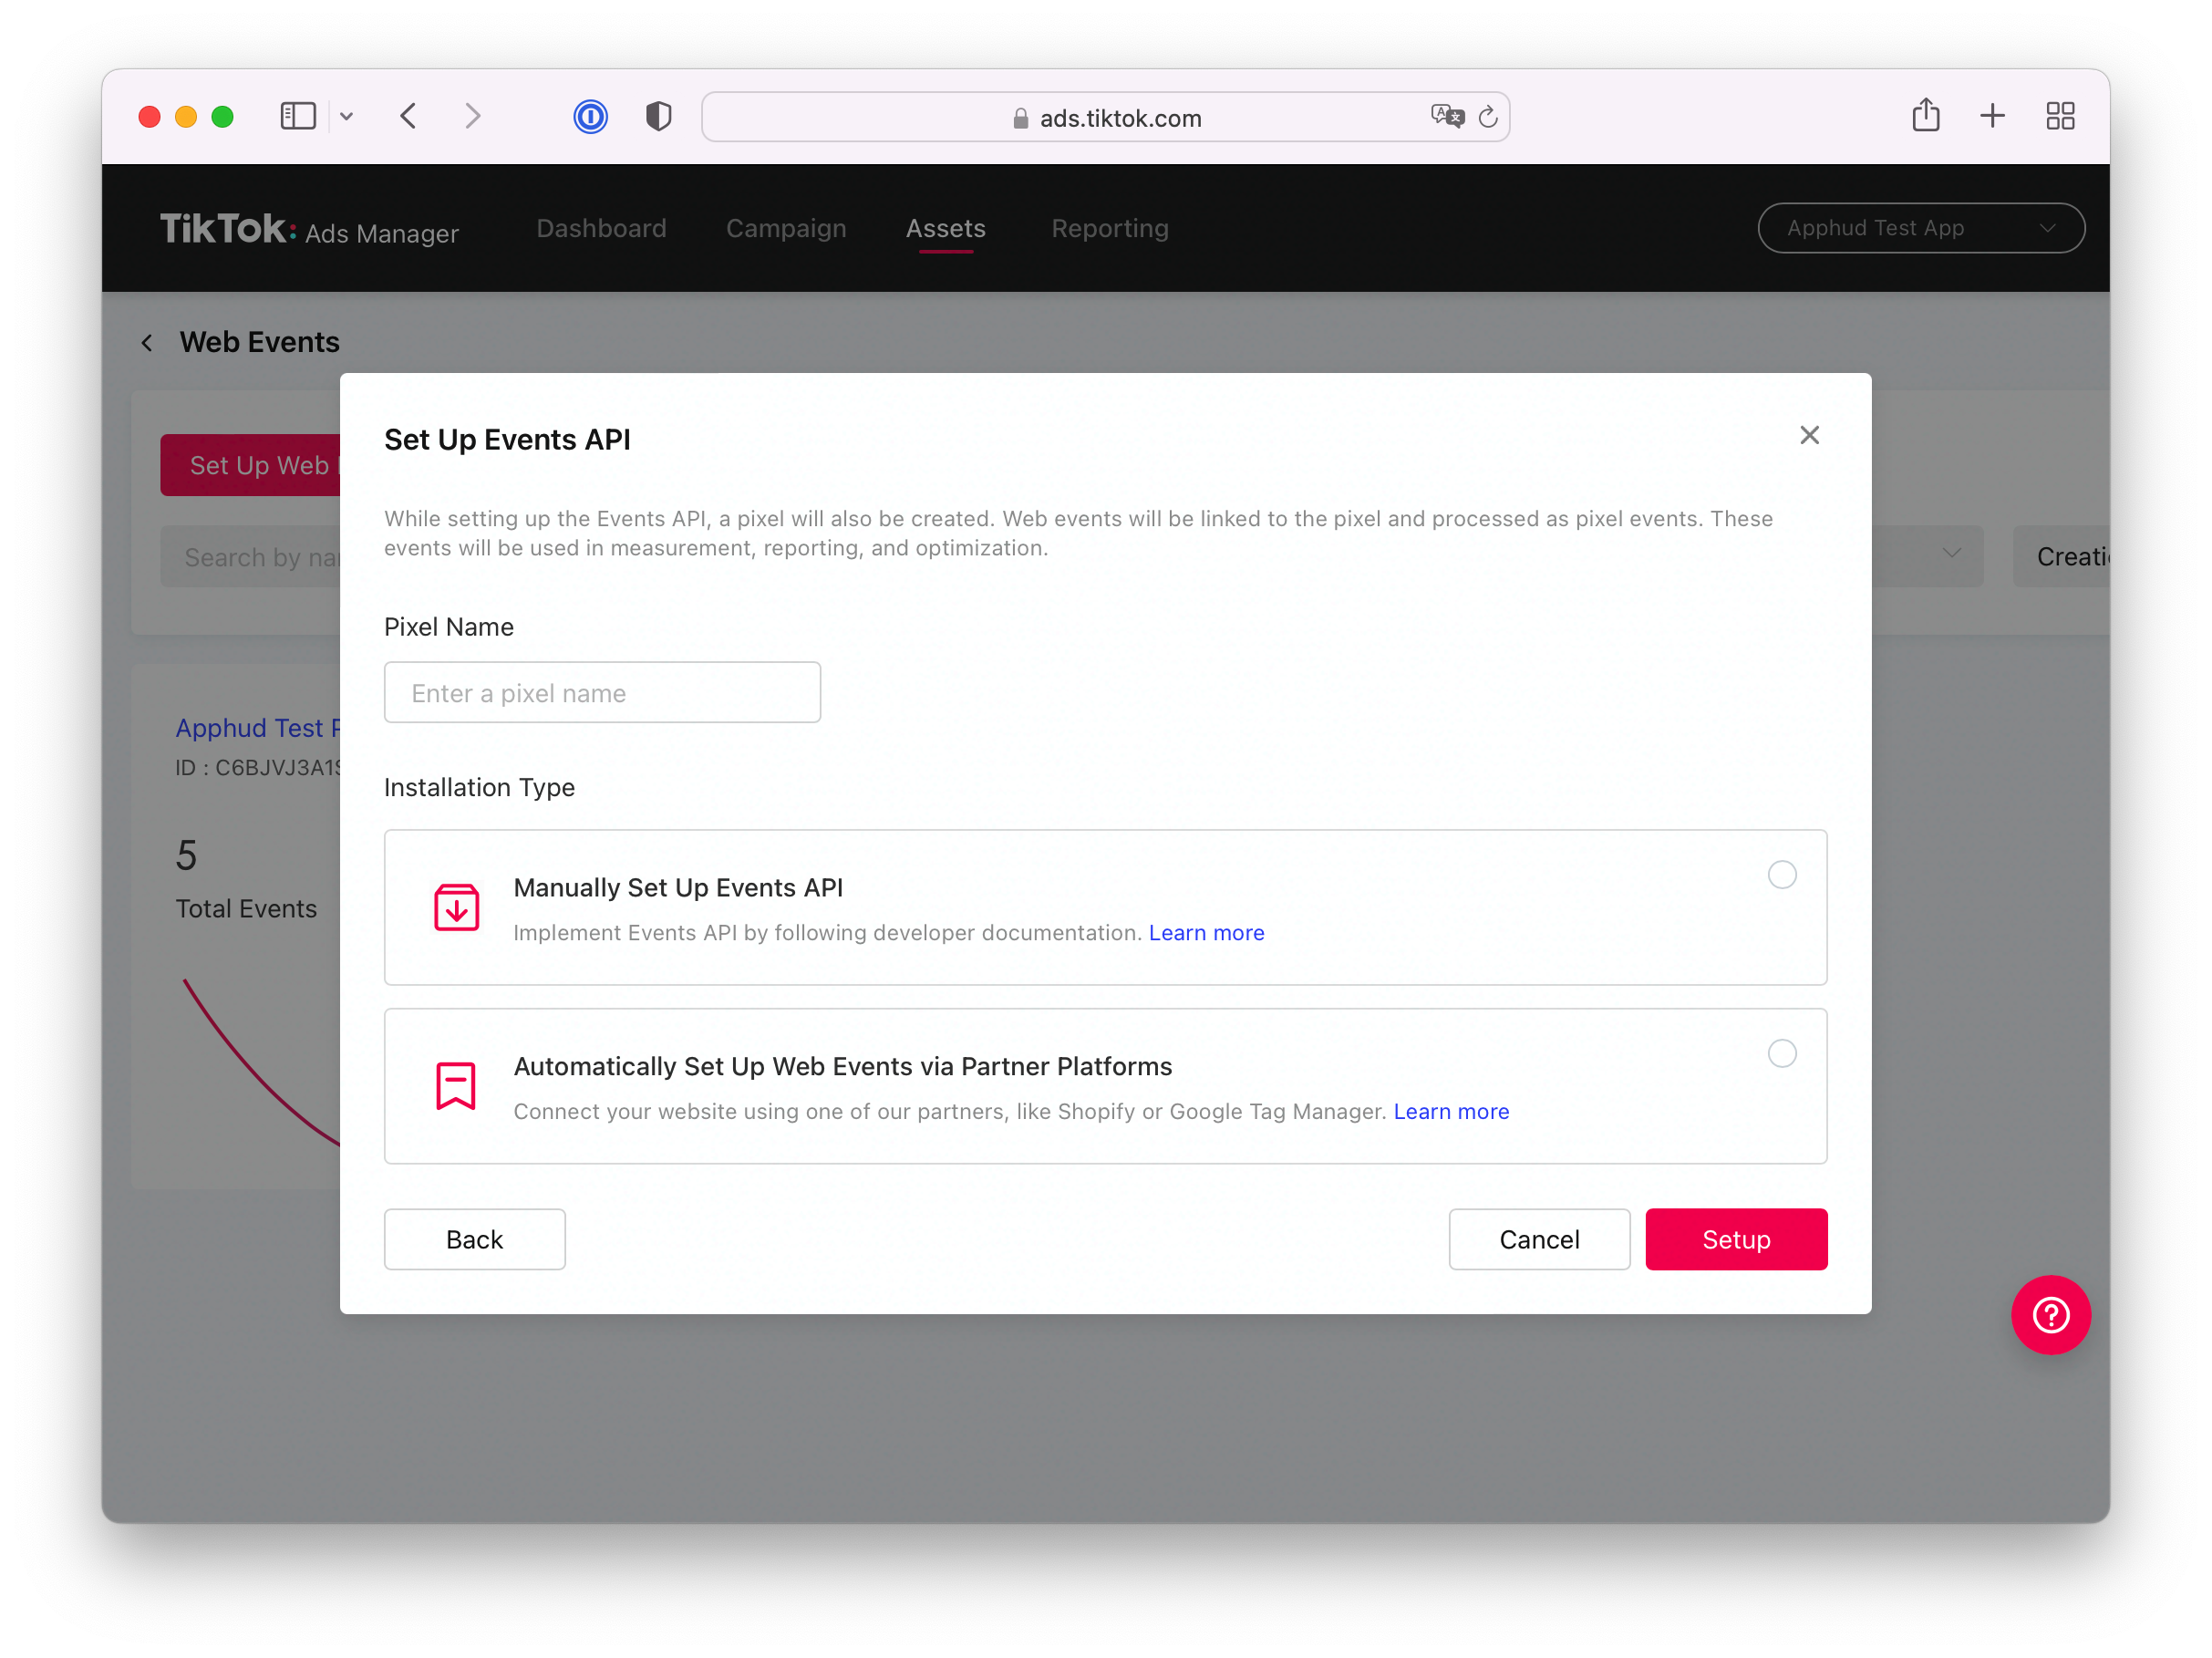 ads.tiktok.com
TikTok: Ads Manager Dashboard Campaign Assets Reporting Apphud Test App
Web Events
Set Up Web
Search by na
Creati
Apphud Test
ID : C6BJVJ3A1
5
Total Events
Set Up Events API
While setting up the Events API, a pixel will also be created. Web events will be linked to the pixel and processed as pixel events. These
events will be used in measurement, reporting, and optimization.
Pixel Name
Enter a pixel name
Installation Type
Manually Set Up Events API
Implement Events API by following developer documentation. Learn more
Automatically Set Up Web Events via Partner Platforms
Connect your website using one of our partners, like Shopify or Google Tag Manager. Learn more
Back Cancel Setup